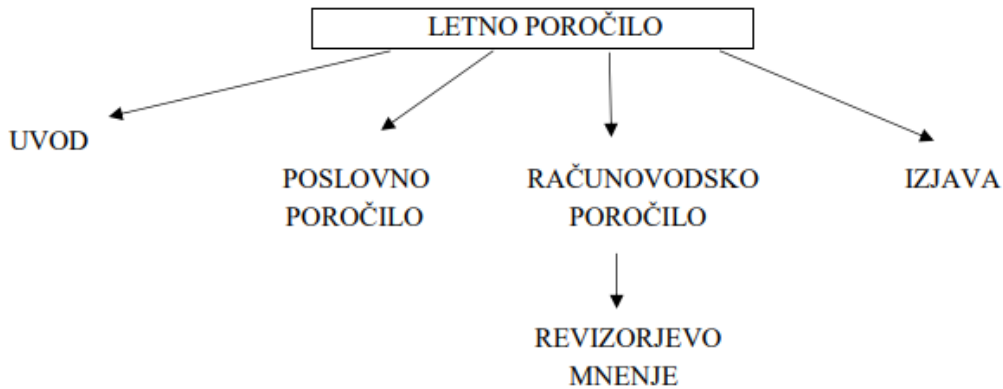 LETNO POROČILO
UVOD
POSLOVNO
POROČILO
RAČUNOVODSKO
POROČILO
IZJAVA
REVIZORJEVO
MNENJE